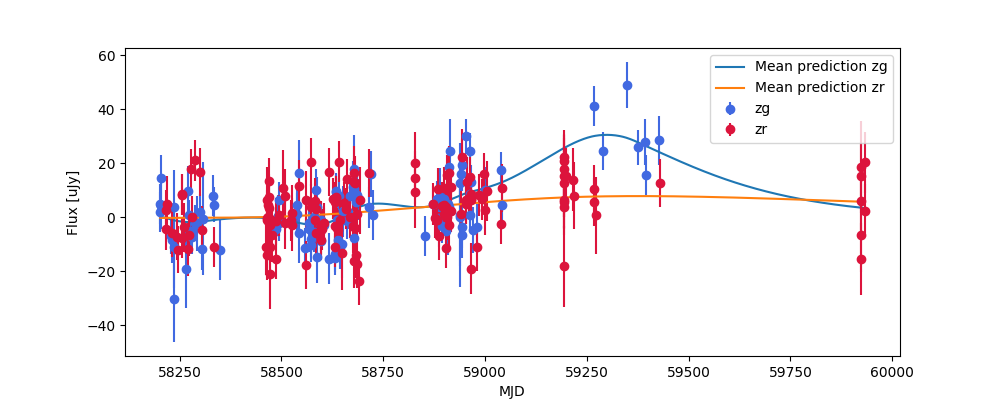 60
40
20
0
−20
−40
Flux [uJy]
58250
58500
58750
59000
59250
59500
59750
60000
MJD
Mean prediction zg
Mean prediction zr
zg
zr